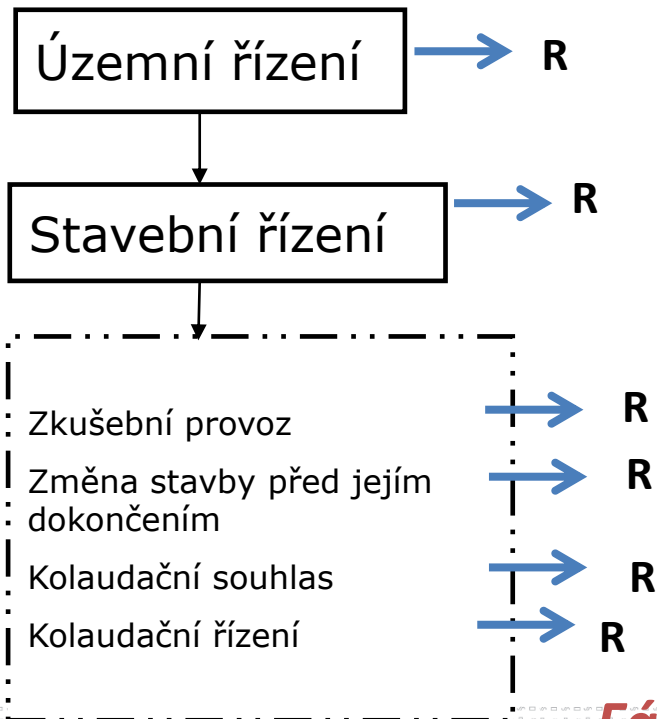 Územní řízení R
Stavební řízení R
Zkušební provoz R
Změna stavby před jejím R
dokončením
Kolaudační souhlas R
Kolaudační řízení R